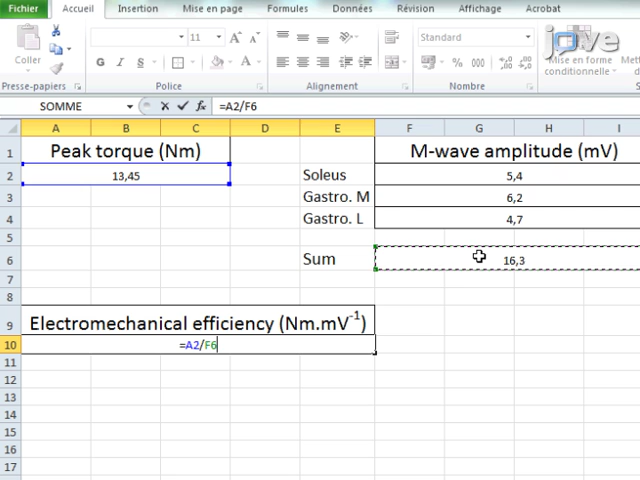 Fichier Accueil Insertion Mise en page Formules Données Révision Affichage Acrobat
jove
Coller
11 A A Standard
G I S A % 000
Mise en forme
conditionnelle
Presse-papiers Police Alignement Nombre
SOMME fx =A2/F6
A B C D E F G H I
1 Peak torque (Nm) M-wave amplitude (mV)
2 13,45 Soleus 5,4
3 Gastro. M 6,2
4 Gastro. L 4,7
5
6 Sum 16,3
7
8
9 Electromechanical efficiency (Nm.mV⁻¹)
10 =A2/F6
11
12
13
14
15
16
17